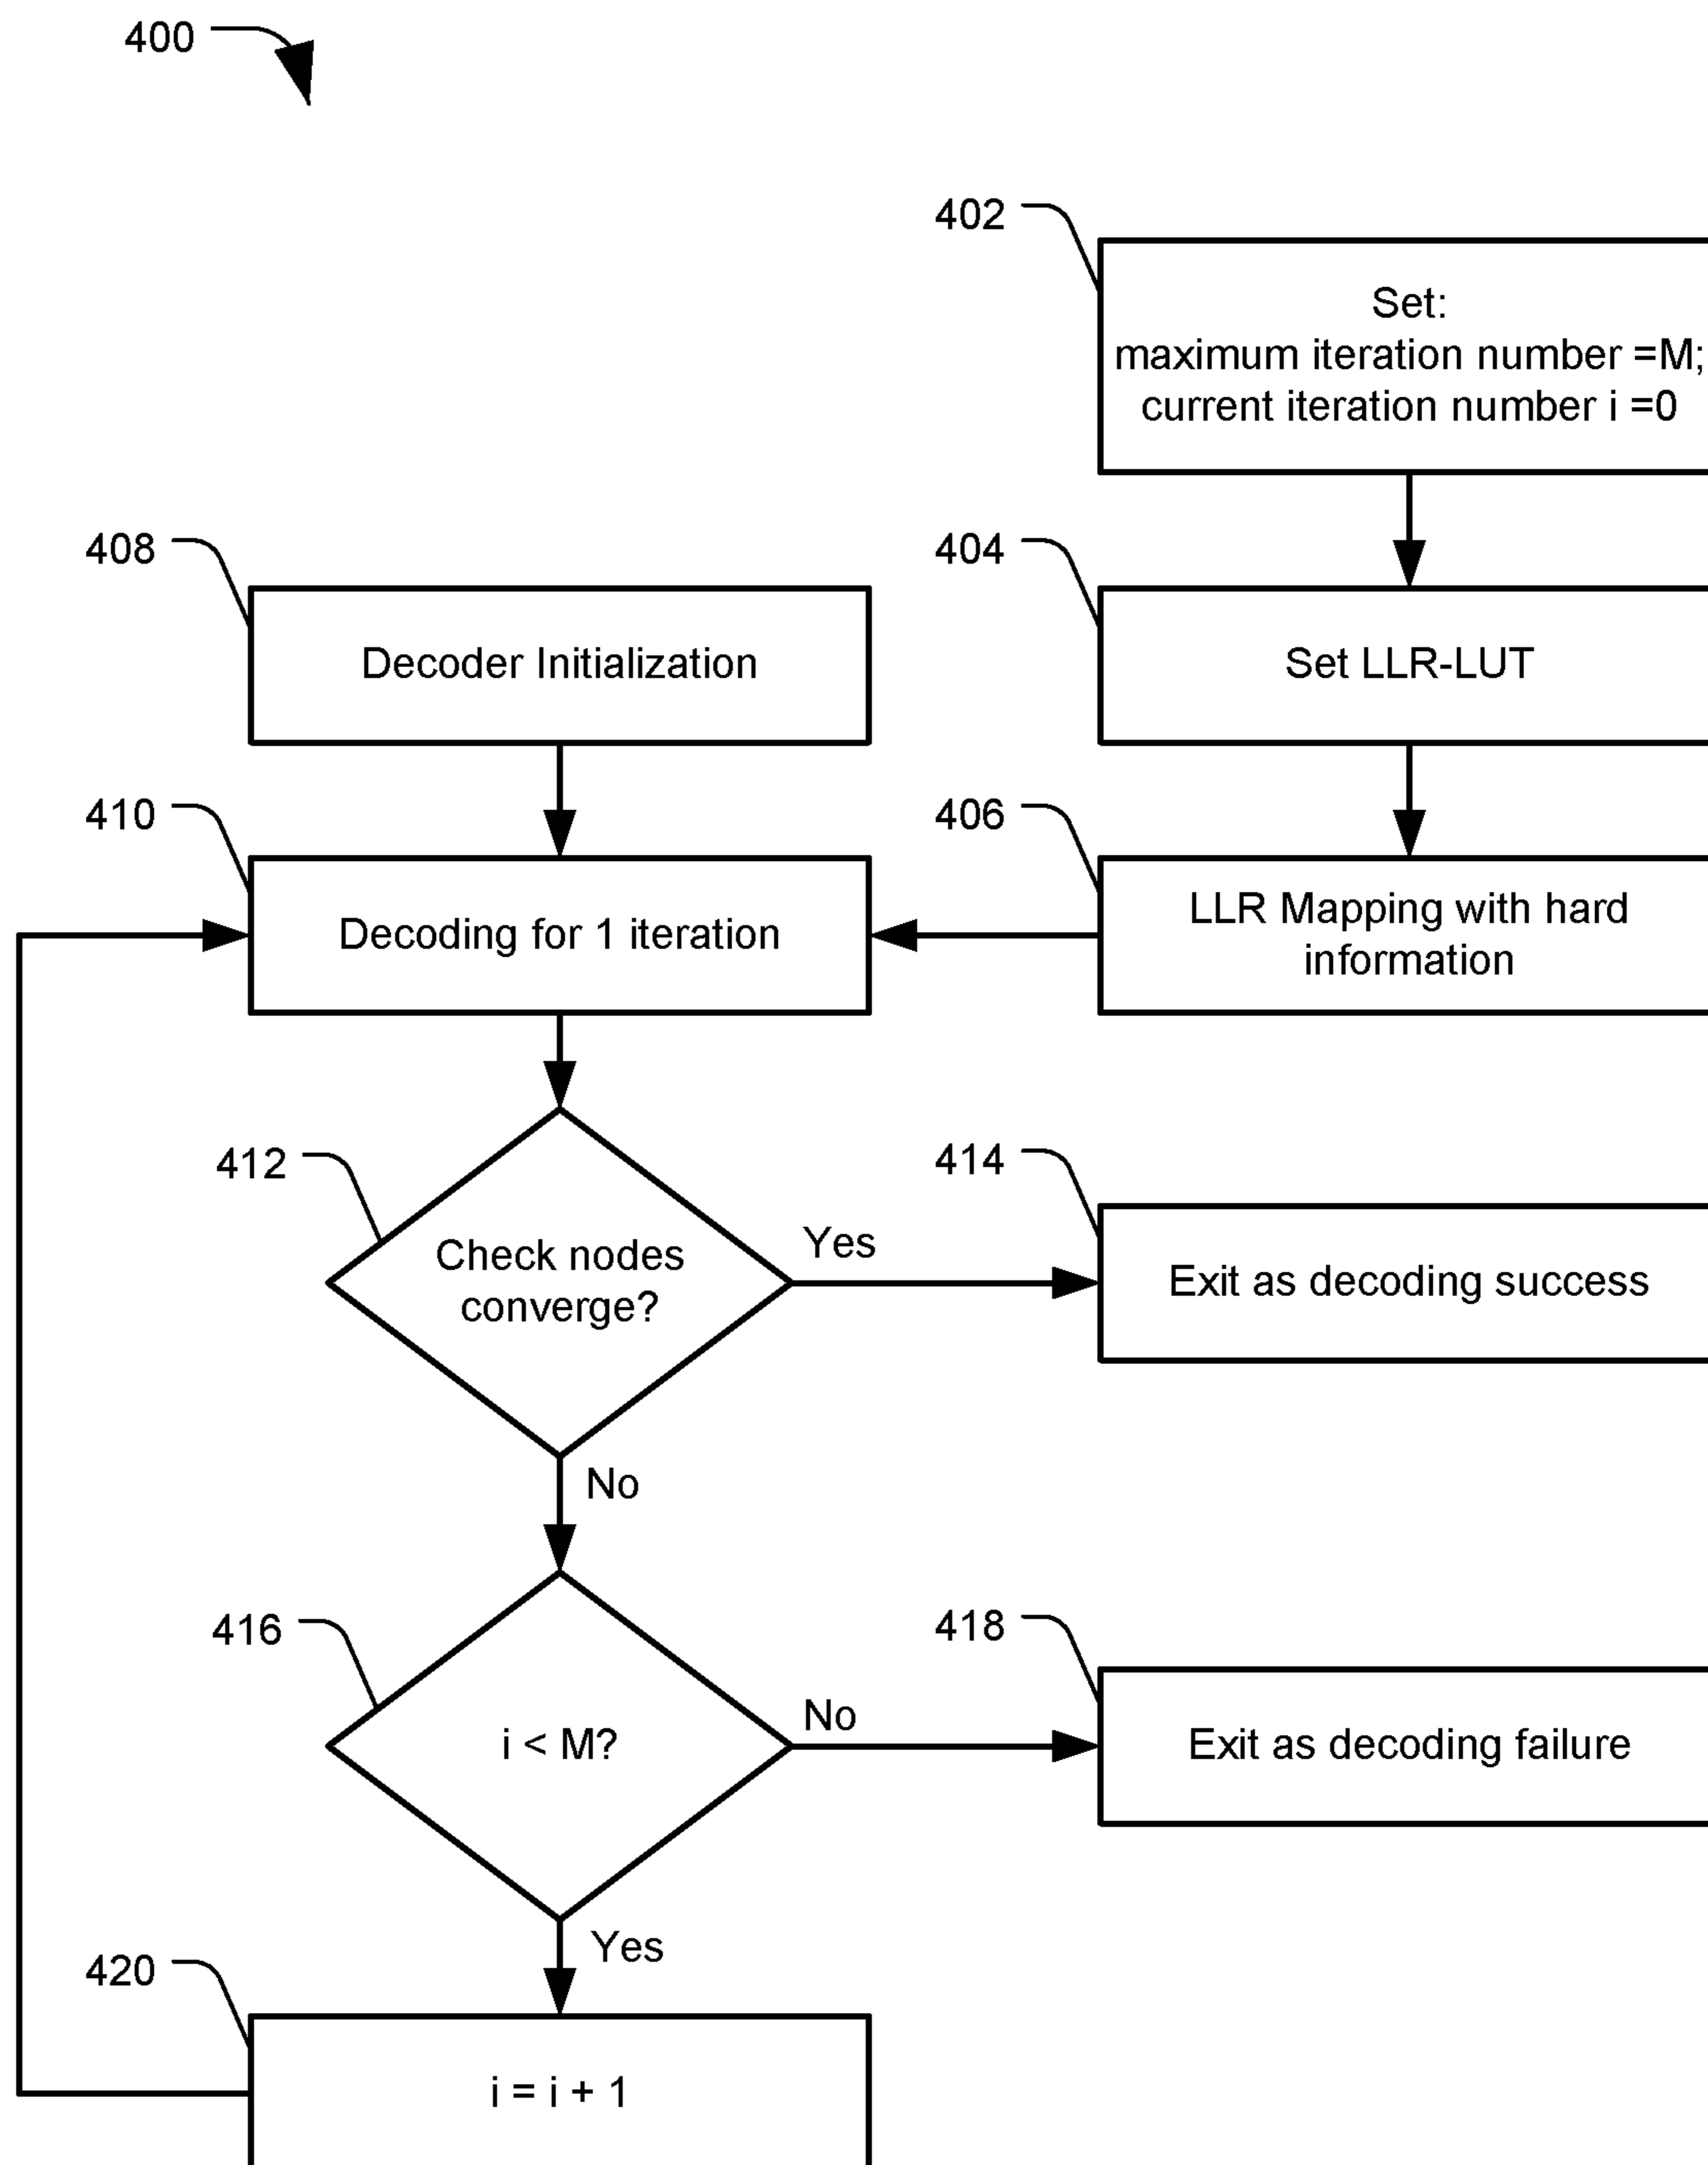 400
402
Set:
maximum iteration number =M;
current iteration number i =0
408
Decoder Initialization
404
Set LLR-LUT
410
Decoding for 1 iteration
406
LLR Mapping with hard
information
412
Check nodes
converge?
Yes
414
Exit as decoding success
No
416
i < M?
No
418
Exit as decoding failure
Yes
420
i = i + 1